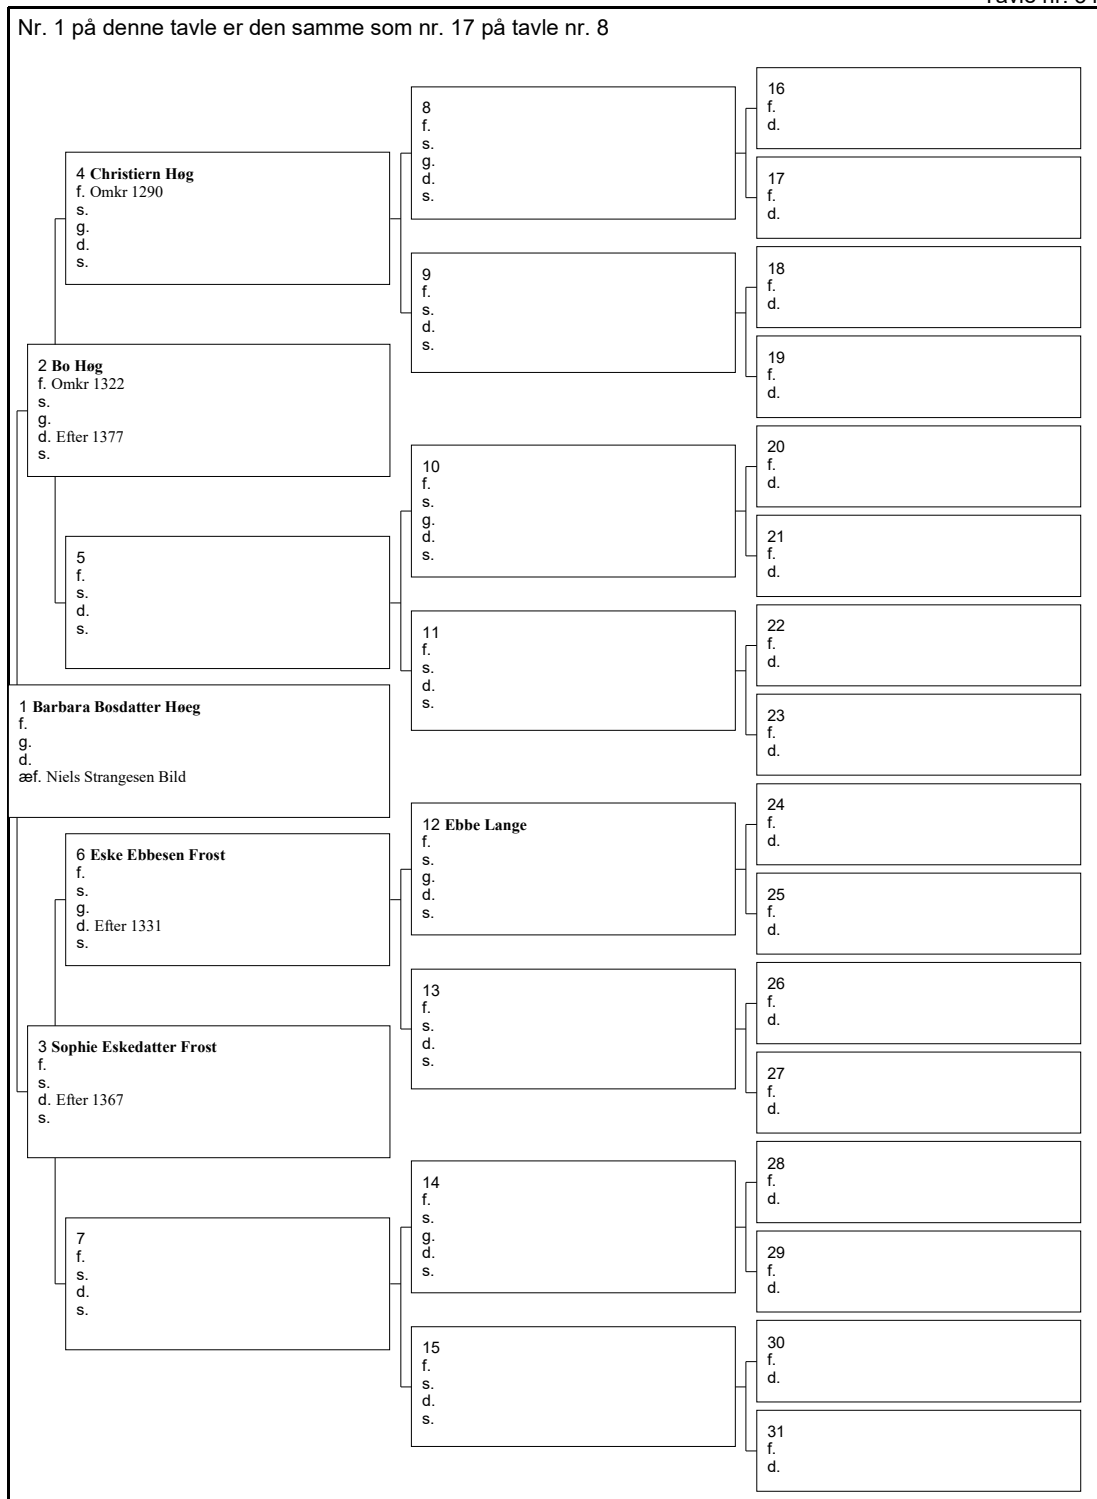 Nr. 1 på denne tavle er den samme som nr. 17 på tavle nr. 8
16
f.
d.
8
f.
s.
g.
d.
s.
4 Christiern Høg
f. Omkr 1290
s.
g.
d.
s.
17
f.
d.
18
f.
d.
9
f.
s.
d.
s.
19
f.
d.
2 Bo Høg
f. Omkr 1322
s.
g.
d. Efter 1377
s.
20
f.
d.
10
f.
s.
g.
d.
s.
21
f.
d.
5
f.
s.
d.
s.
22
f.
d.
11
f.
s.
d.
s.
23
f.
d.
1 Barbara Bosdatter Høeg
f.
g.
d.
æf. Niels Strangesen Bild
24
f.
d.
12 Ebbe Lange
f.
s.
g.
d.
s.
6 Eske Ebbesen Frost
f.
s.
g.
d. Efter 1331
s.
25
f.
d.
26
f.
d.
13
f.
s.
d.
s.
27
f.
d.
3 Sophie Eskedatter Frost
f.
s.
d. Efter 1367
s.
28
f.
d.
14
f.
s.
g.
d.
s.
29
f.
d.
7
f.
s.
d.
s.
30
f.
d.
15
f.
s.
d.
s.
31
f.
d.